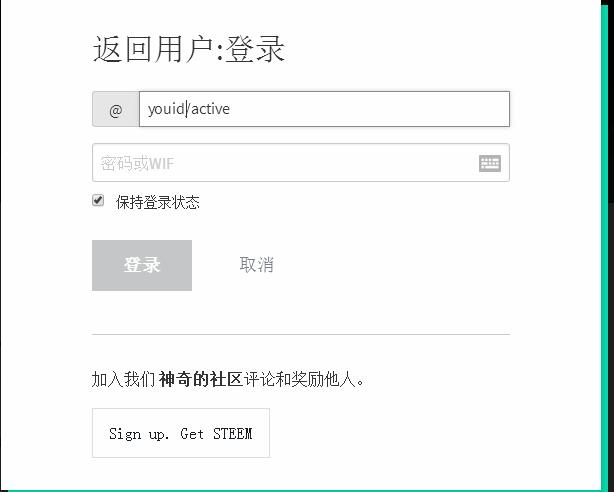 返回用户:登录
@ youid/active
密码或WIF
保持登录状态
登录 取消
加入我们 神奇的社区评论和奖励他人。
Sign up. Get STEEM